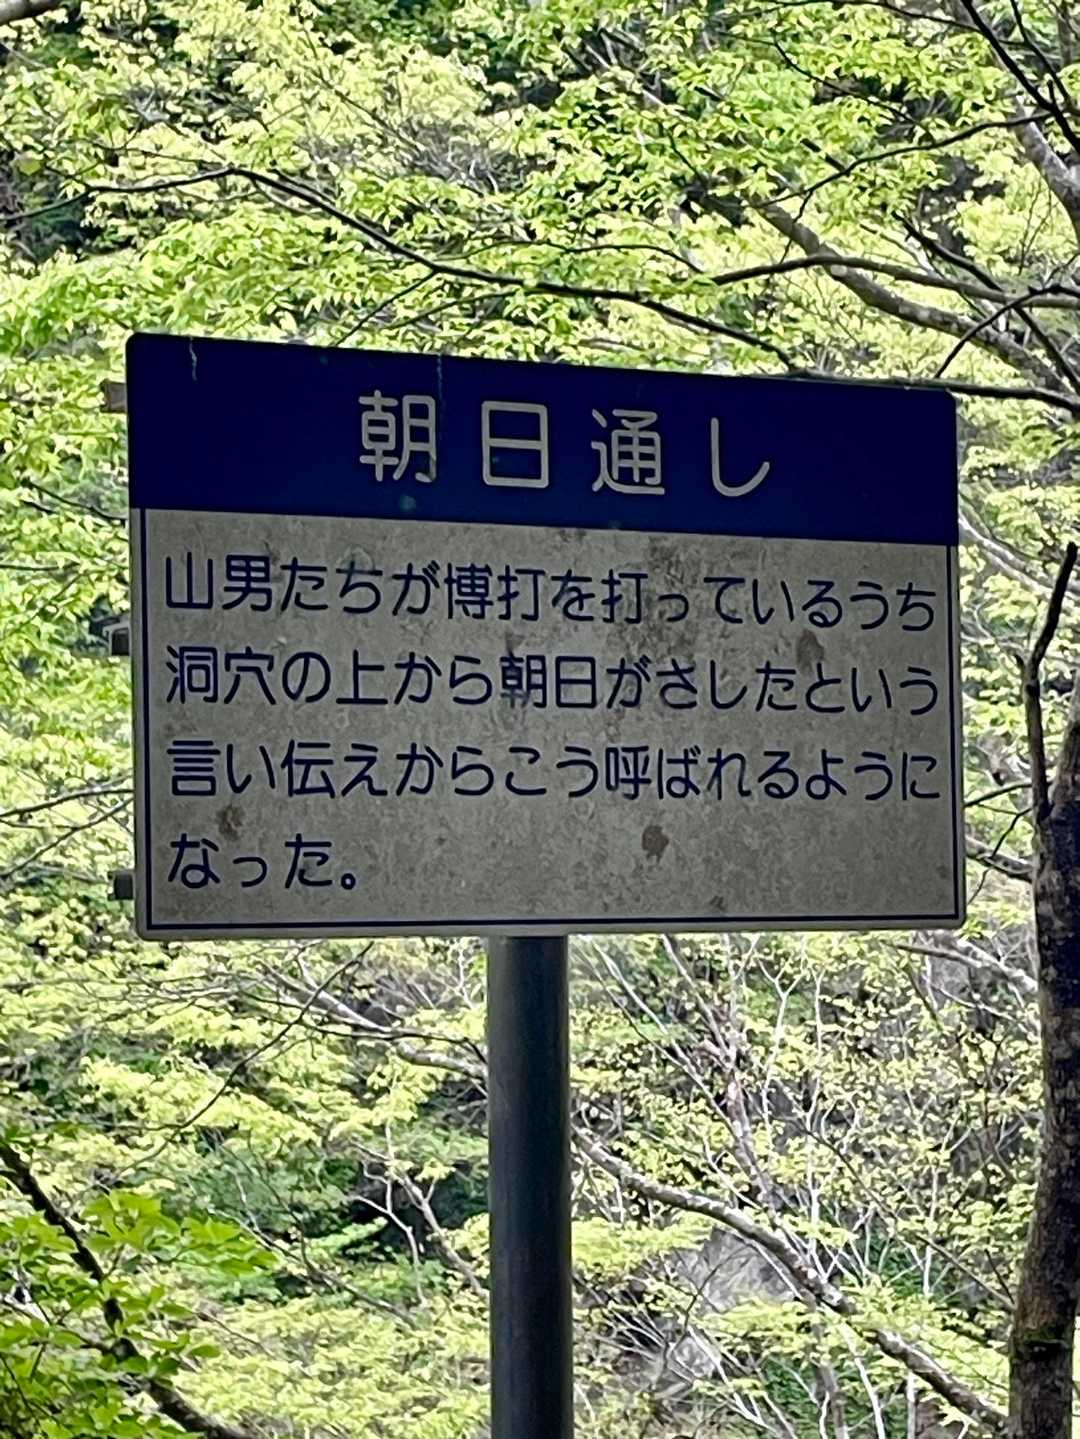 朝日通し
山男たちが博打を打っているうち
洞穴の上から朝日がさしたという
言い伝えからこう呼ばれるように
なった。